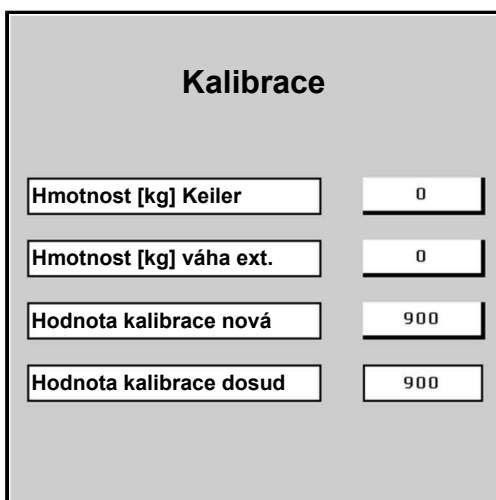 Kalibrace
Hmotnost [kg] Keiler 0
Hmotnost [kg] váha ext. 0
Hodnota kalibrace nová 900
Hodnota kalibrace dosud 900